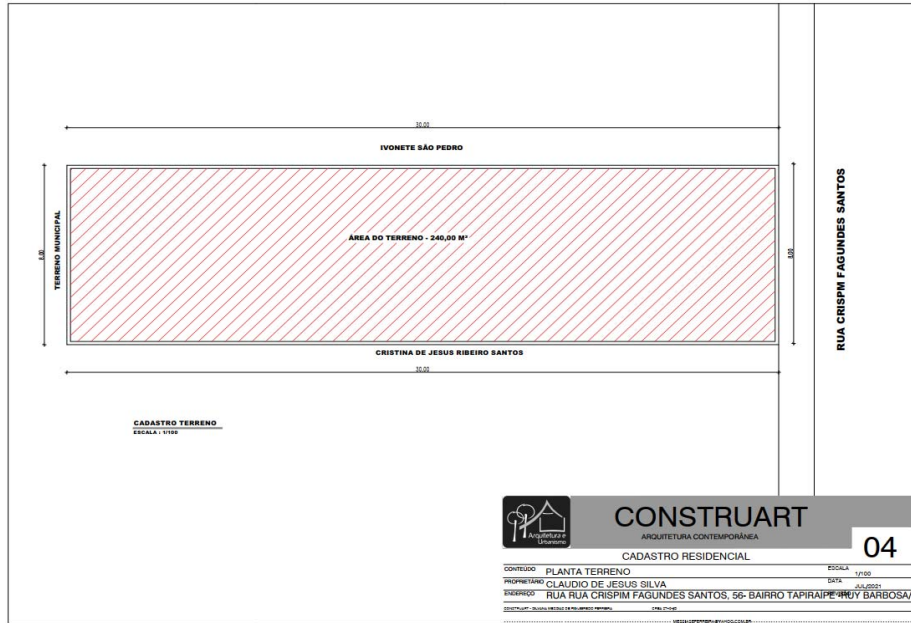 30.00
IVONETE SÃO PEDRO
TERRENO MUNICIPAL
8.00
ÁREA DO TERRENO - 240,00 M²
8.00
RUA CRISPM FAGUNDES SANTOS
CRISTINA DE JESUS RIBEIRO SANTOS
30.00
CADASTRO TERRENO
ESCALA : 1/100
Arquitetura e
Urbanismo
CONSTRUART
ARQUITETURA CONTEMPORÂNEA
04
CADASTRO RESIDENCIAL
CONTEÚDO PLANTA TERRENO ESCALA 1/100
PROPRIETÁRIO CLAUDIO DE JESUS SILVA DATA JUL/2021
ENDEREÇO RUA RUA CRISPIM FAGUNDES SANTOS, 56- BAIRRO TAPIRAIPE RUY BARBOSA/